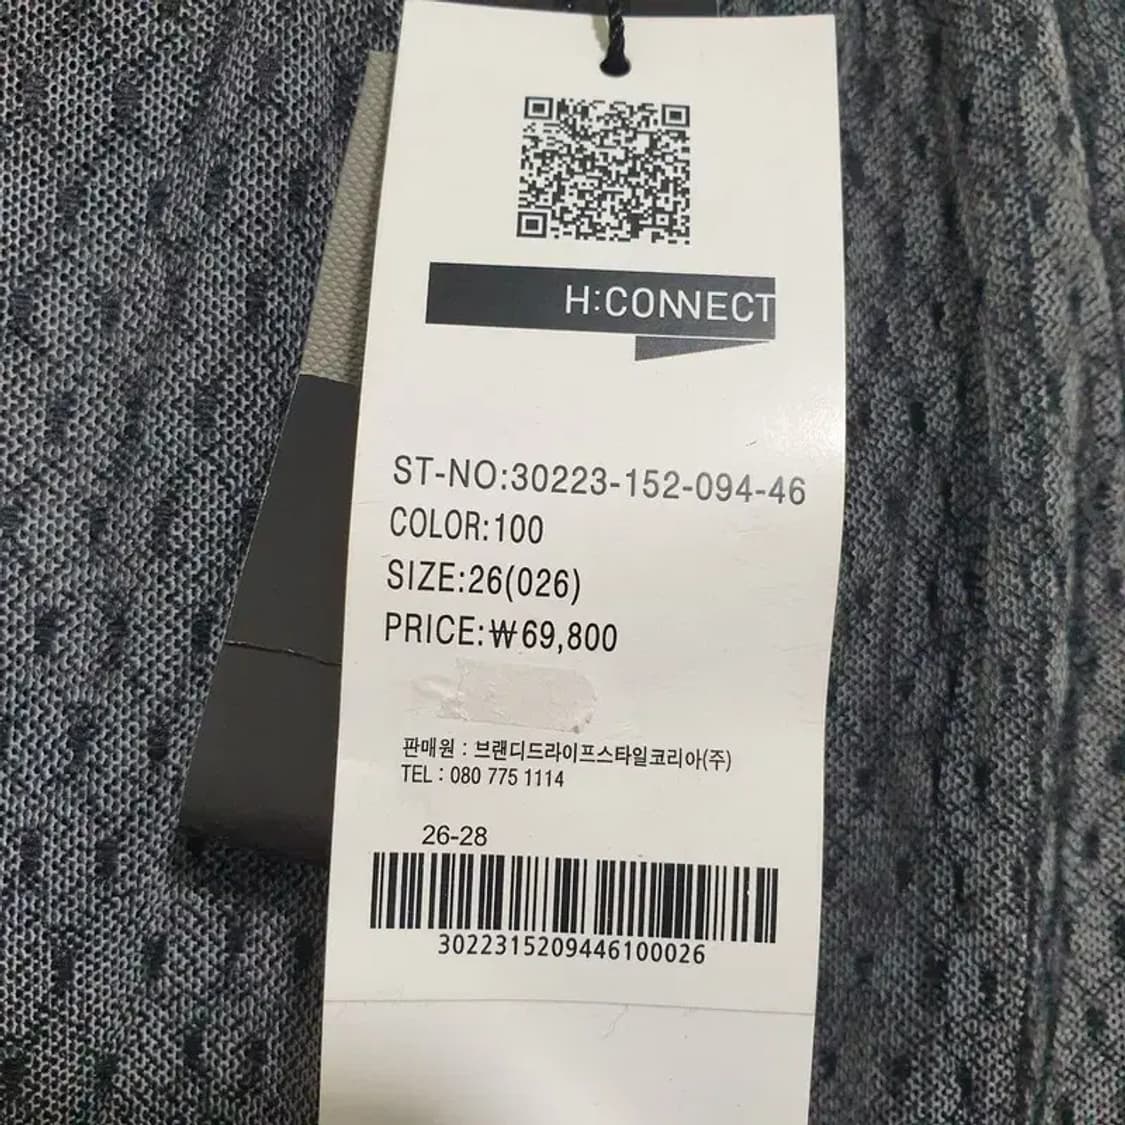 H:CONNECT
ST-NO:30223-152-094-46
COLOR:100
SIZE:26(026)
PRICE:₩69,800
판매원 : 브랜디드라이프스타일코리아(주)
TEL : 080 775 1114
26-28
3022315209446100026